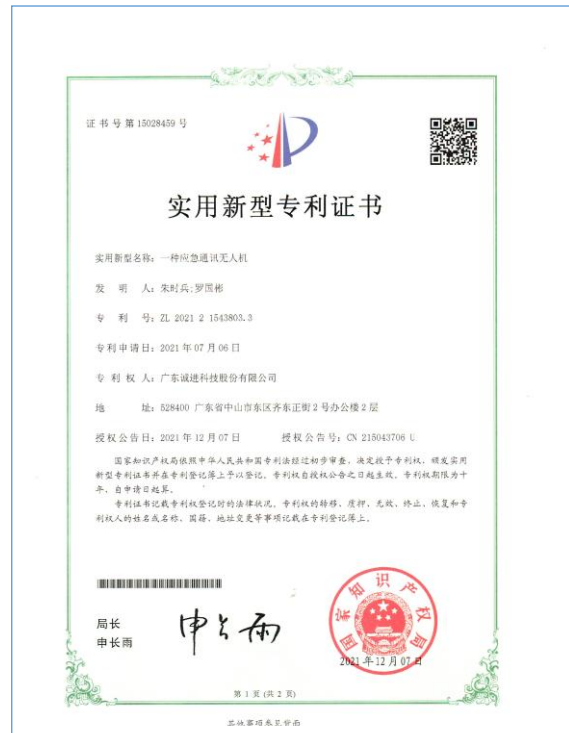 证书号第15028459号
实用新型专利证书
实用新型名称：一种应急通讯无人机
发 明 人：朱时兵;罗国彬
专 利 号：ZL 2021 2 1543803.3
专利申请日：2021年07月06日
专 利 权 人：广东诚进科技股份有限公司
地 址：528400 广东省中山市东区齐东正街2号办公楼2层
授权公告日：2021年12月07日 授权公告号：CN 215043706 U
国家知识产权局依照中华人民共和国专利法经过初步审查，决定授予专利权，颁发实用
新型专利证书并在专利登记簿上予以登记。专利权自授权公告之日起生效。专利权期限为十
年，自申请日起算。
专利证书记载专利权登记时的法律状况。专利权的转移、质押、无效、终止、恢复和专
利权人的姓名或名称、国籍、地址变更等事项记载在专利登记簿上。
局长
申长雨
申长雨
国家知识产权局
2021年12月07日
第 1 页 (共 2 页)
其他事项参见背面